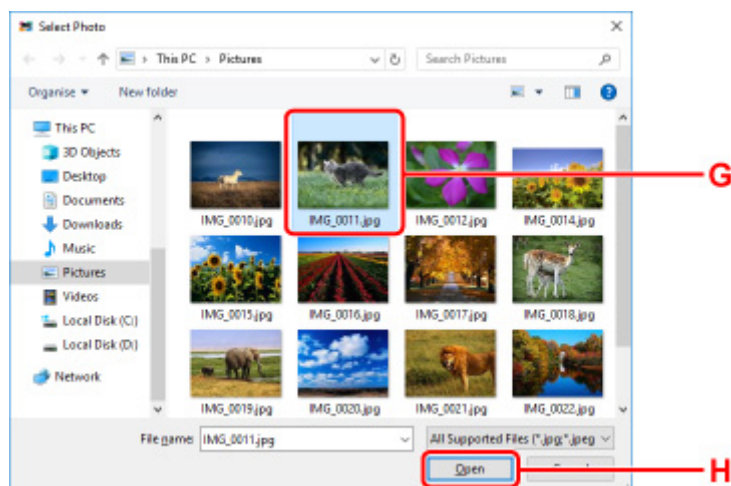 Select Photo
This PC > Pictures
Search Pictures
Organise
New folder
This PC
3D Objects
Desktop
Documents
Downloads
Music
Pictures
Videos
Local Disk (C:)
Local Disk (D:)
Network
IMG_0010.jpg IMG_0011.jpg IMG_0012.jpg IMG_0014.jpg
IMG_0015.jpg IMG_0016.jpg IMG_0017.jpg IMG_0018.jpg
IMG_0019.jpg IMG_0020.jpg IMG_0021.jpg IMG_0022.jpg
G
File name: IMG_0011.jpg
All Supported Files (*.jpg;*.jpeg
Open
H